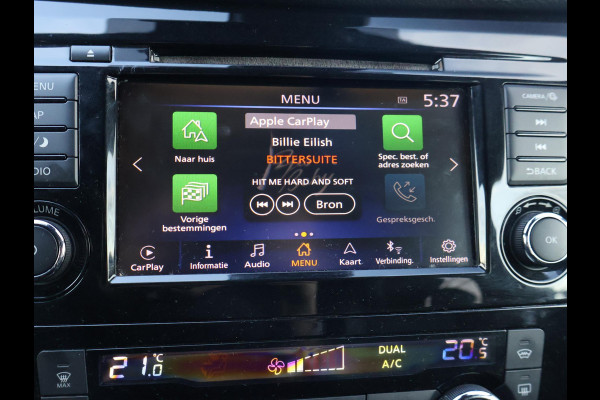 MENU
MENU TA 5:37
CAMERA
Apple CarPlay
Billie Eilish
BITTERSUITE
HIT ME HARD AND SOFT
Bron
Naar huis
Spec. best. of
adres zoeken
Vorige
bestemmingen
Gespreksgesch.
BACK
VOLUME
OK
CarPlay
Informatie
Audio
MENU
Kaart
Verbinding.
Instellingen
21.0 °C
DUAL
A/C
20.5 °C
MAX